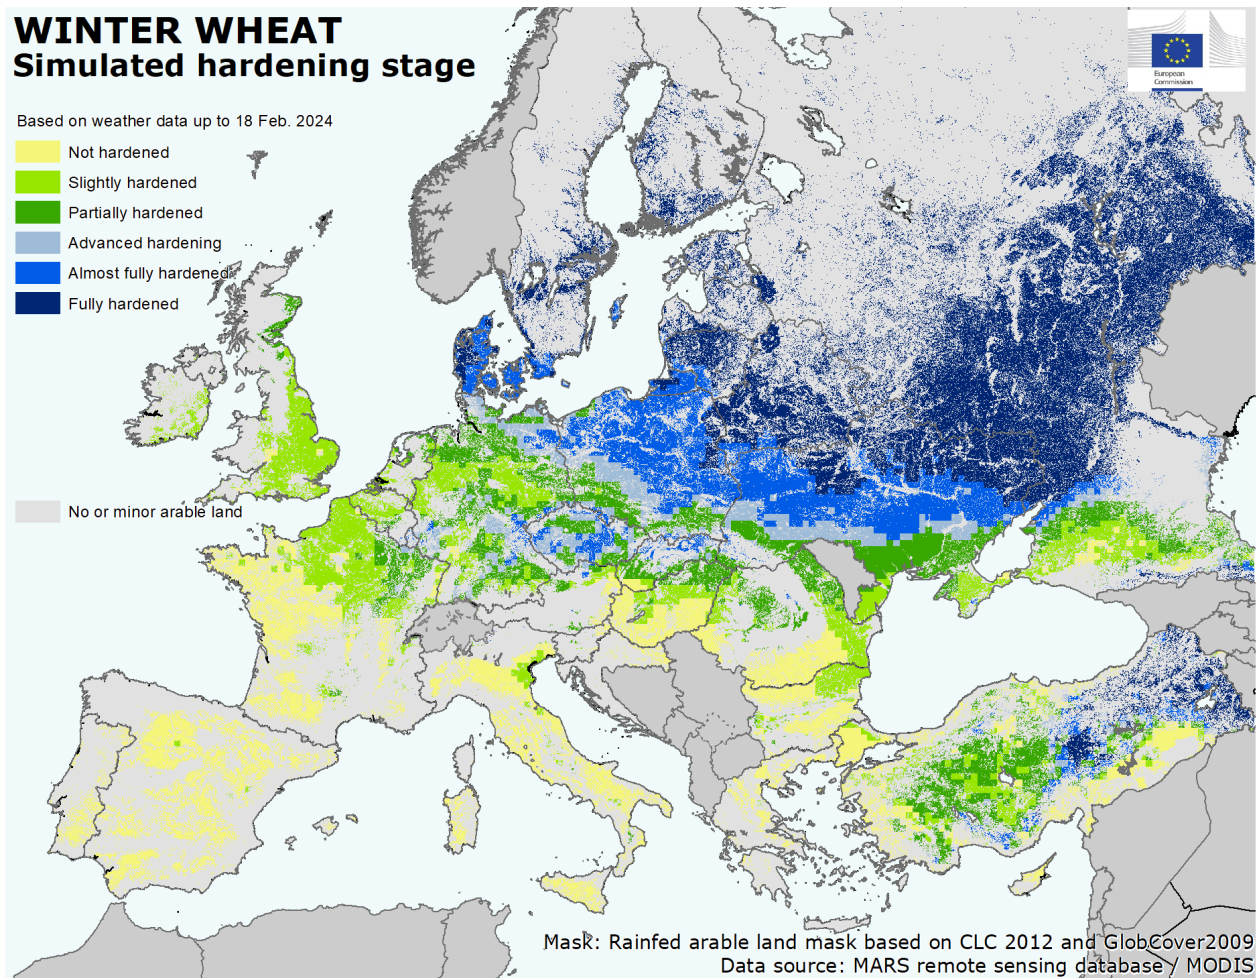 WINTER WHEAT
Simulated hardening stage
European
Commission
Based on weather data up to 18 Feb. 2024
Not hardened
Slightly hardened
Partially hardened
Advanced hardening
Almost fully hardened
Fully hardened
No or minor arable land
Mask: Rainfed arable land mask based on CLC 2012 and GlobCover2009
Data source: MARS remote sensing database / MODIS